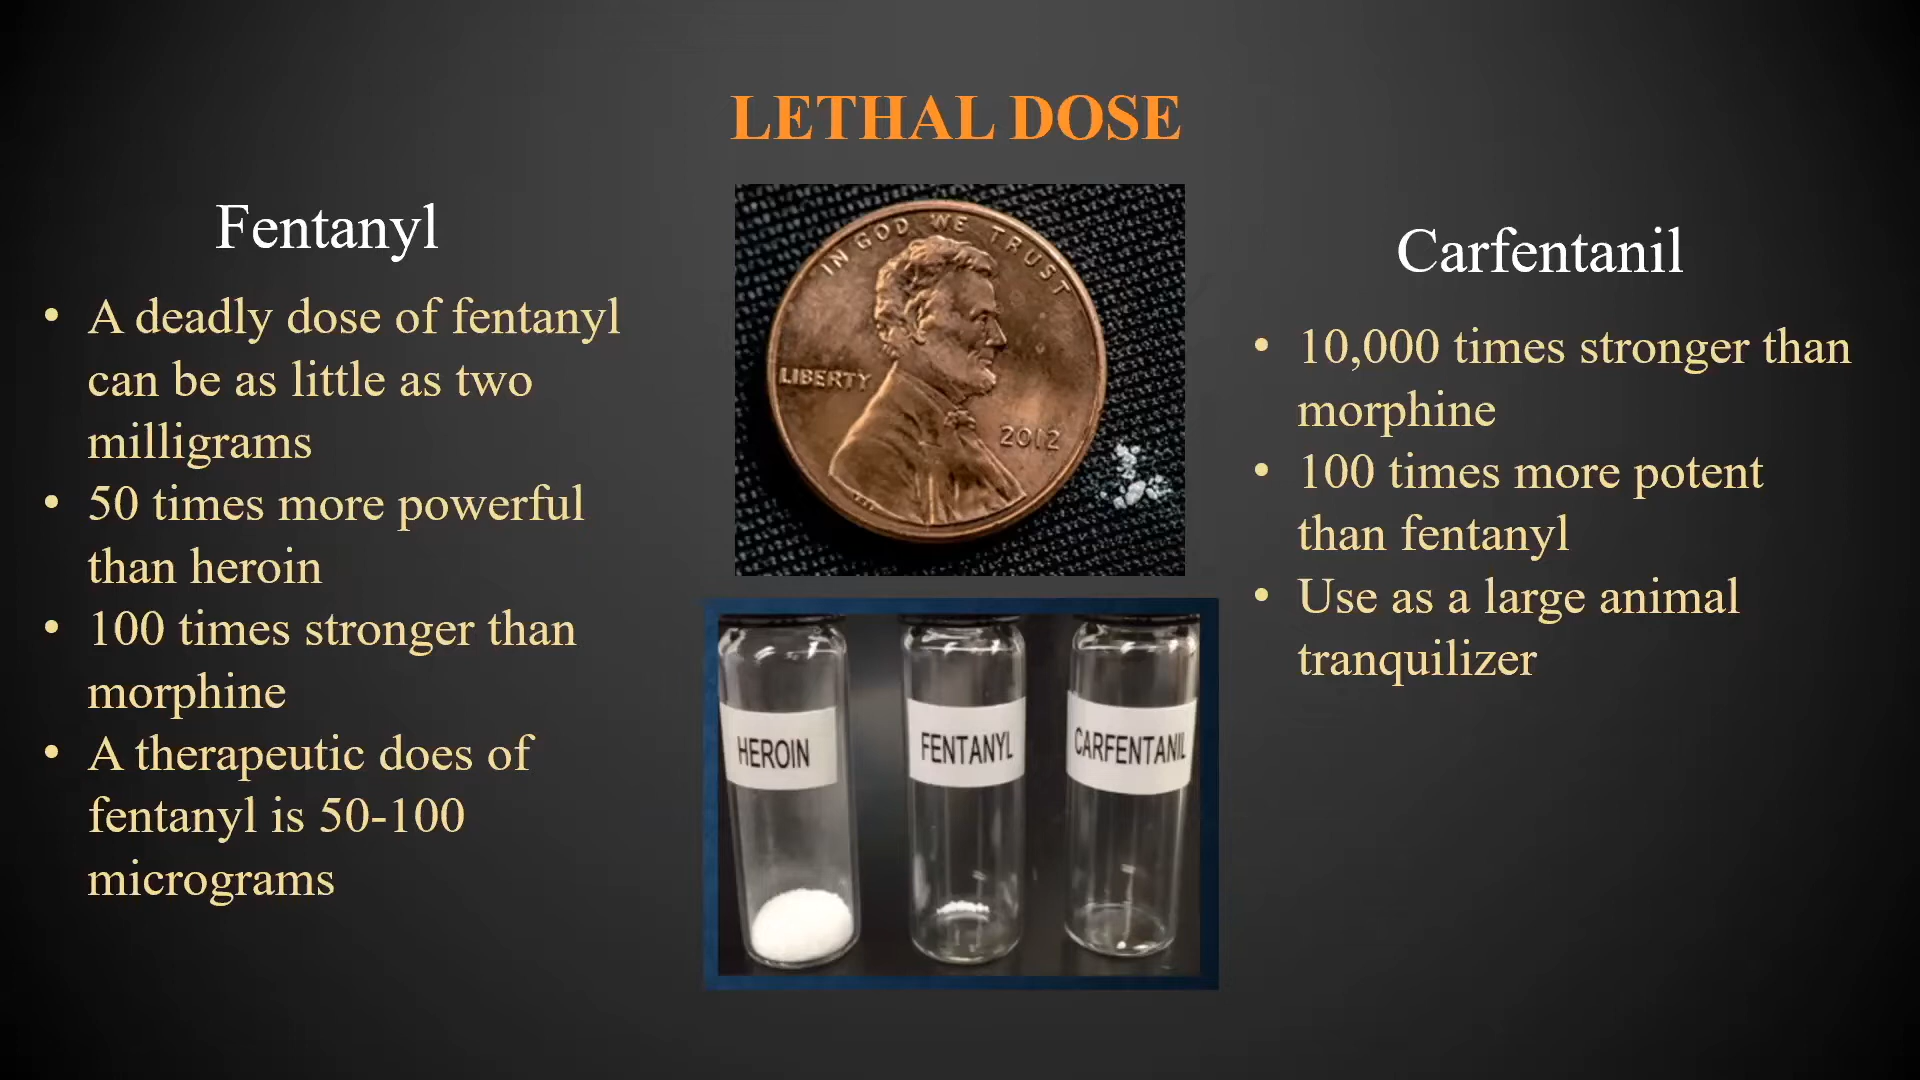 LETHAL DOSE
Fentanyl
• A deadly dose of fentanyl
can be as little as two
milligrams
• 50 times more powerful
than heroin
• 100 times stronger than
morphine
• A therapeutic does of
fentanyl is 50-100
micrograms
IN GOD WE TRUST
LIBERTY
2012
HEROIN
FENTANYL
CARFENTANIL
Carfentanil
• 10,000 times stronger than
morphine
• 100 times more potent
than fentanyl
• Use as a large animal
tranquilizer